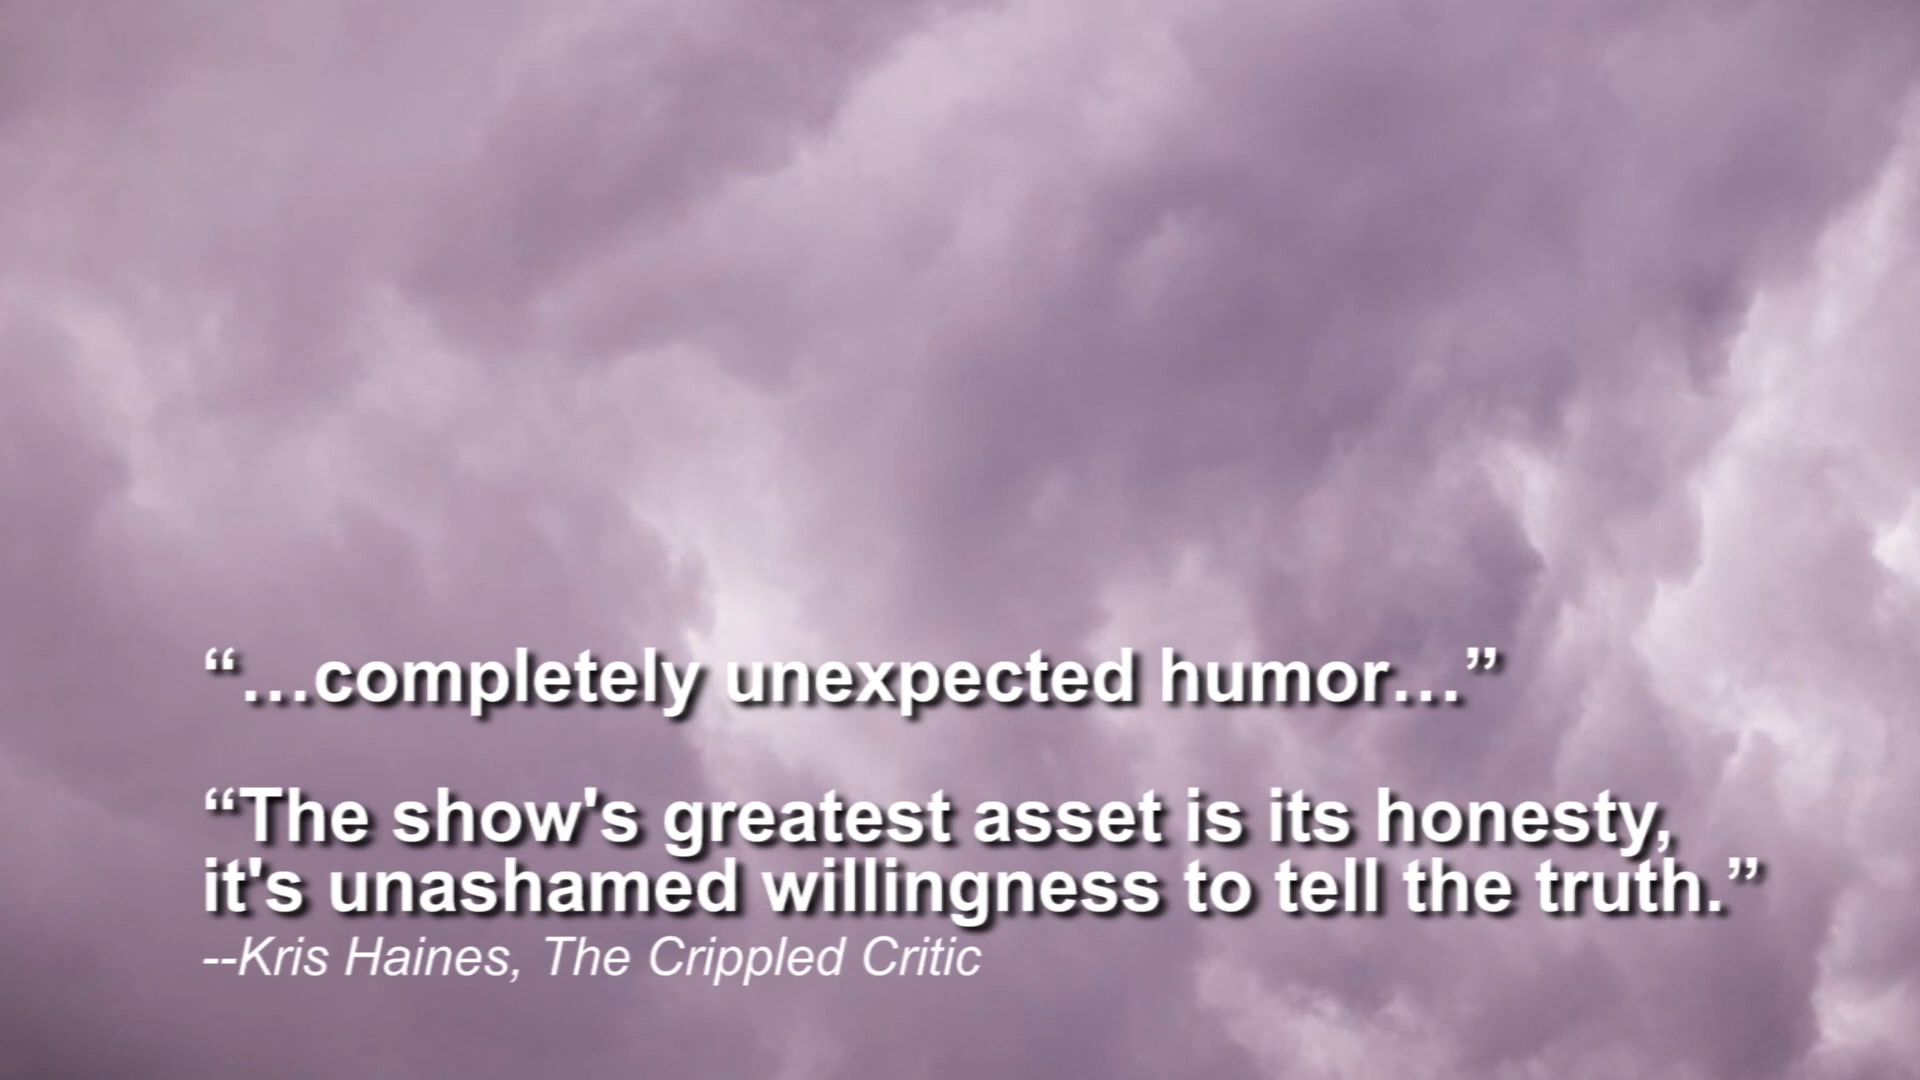 “…completely unexpected humor…”
“The show's greatest asset is its honesty,
it's unashamed willingness to tell the truth.”
--Kris Haines, The Crippled Critic